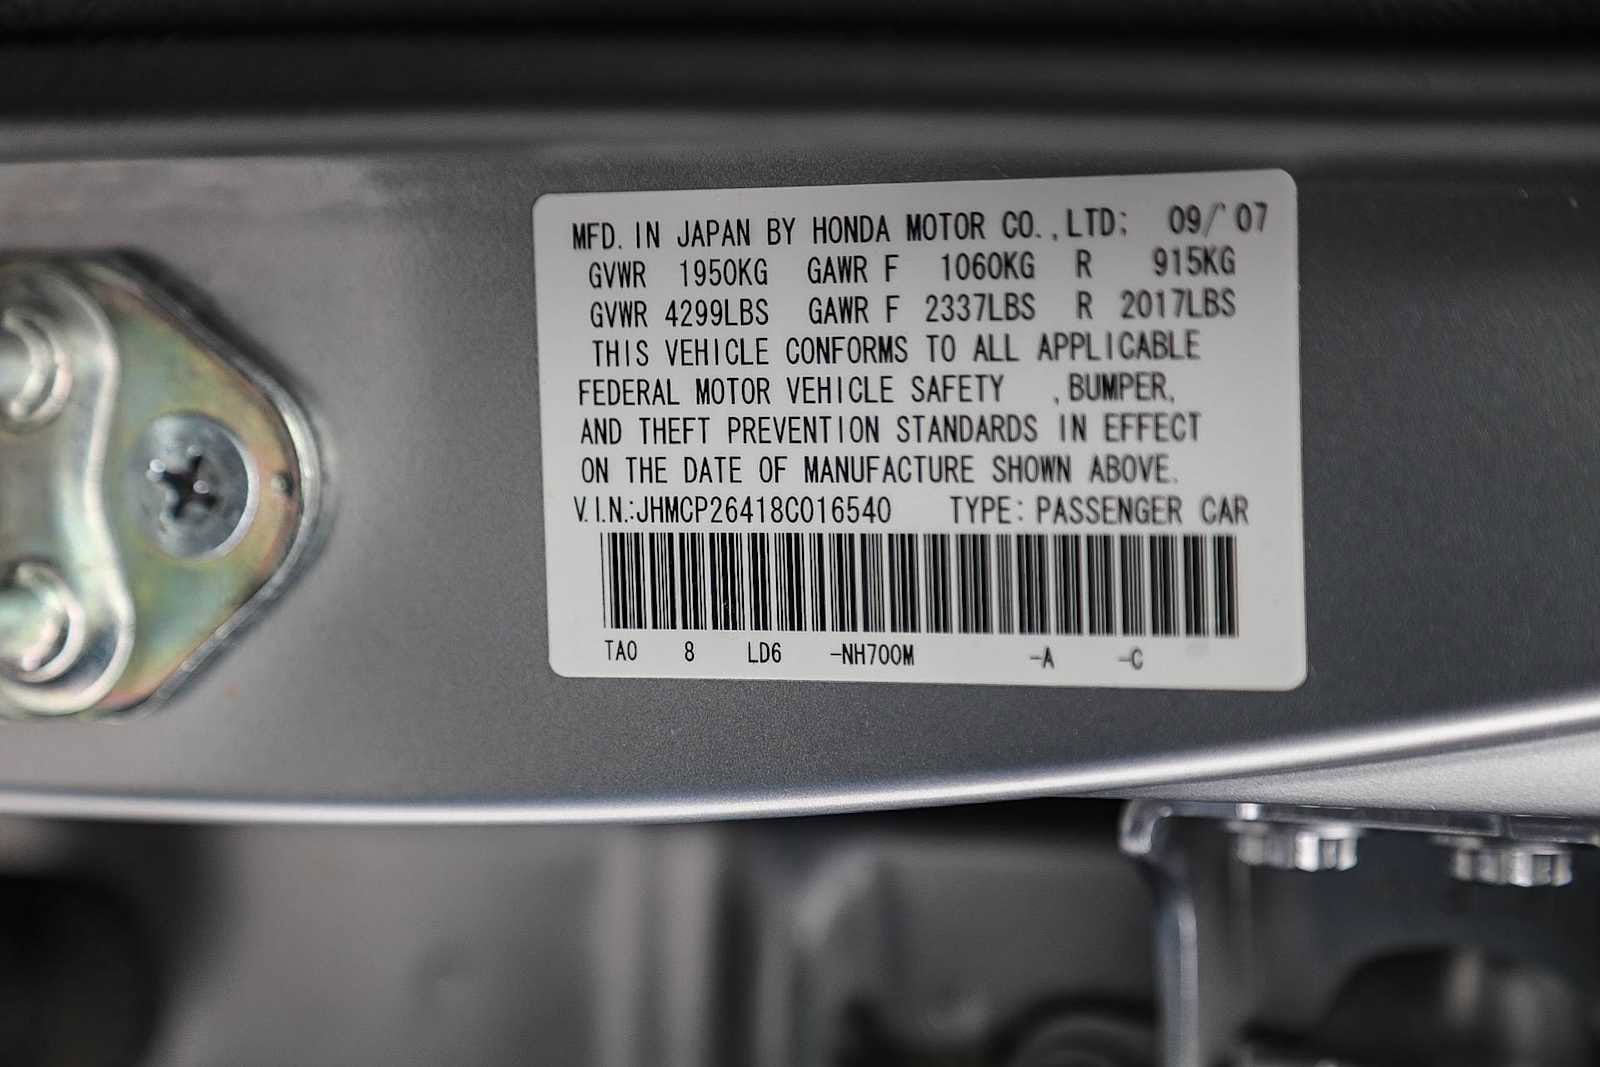 MFD. IN JAPAN BY HONDA MOTOR CO.,LTD; 09/'07
GVWR 1950KG GAWR F 1060KG R 915KG
GVWR 4299LBS GAWR F 2337LBS R 2017LBS
THIS VEHICLE CONFORMS TO ALL APPLICABLE
FEDERAL MOTOR VEHICLE SAFETY ,BUMPER,
AND THEFT PREVENTION STANDARDS IN EFFECT
ON THE DATE OF MANUFACTURE SHOWN ABOVE.
V.I.N.:JHMCP26418C016540 TYPE: PASSENGER CAR
TA0 8 LD6 -NH700M -A -C